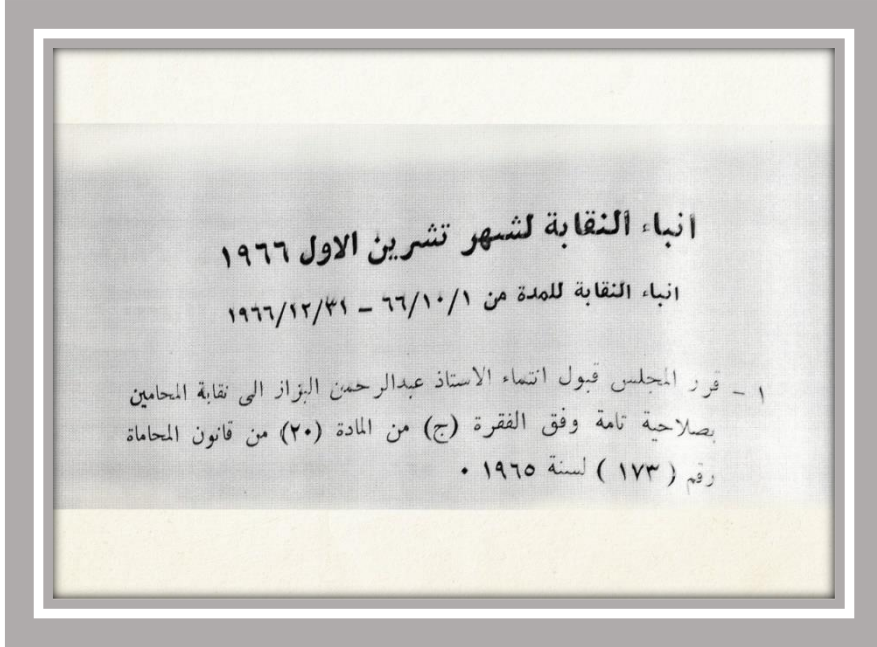 انباء النقابة لشهر تشرين الاول ١٩٦٦
انباء النقابة للمدة من ٦٦/١٠/١ – ١٩٦٦/١٢/٣١
١ – قرر المجلس قبول انتماء الاستاذ عبدالرحمن البزاز الى نقابة المحامين
بصلاحية تامة وفق الفقرة (ج) من المادة (٢٠) من قانون المحاماة
رقم ( ١٧٣ ) لسنة ١٩٦٥ ٠